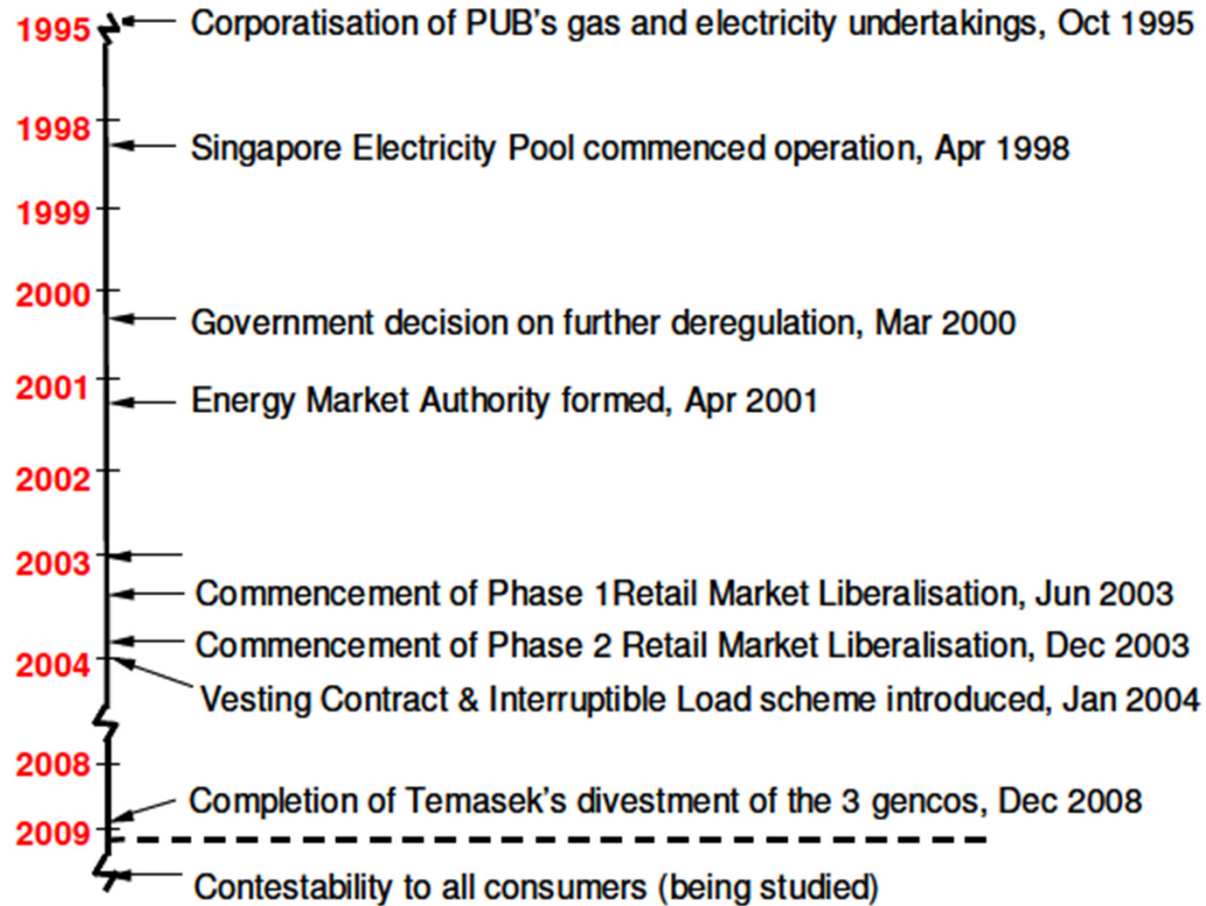 1995 Corporatisation of PUB's gas and electricity undertakings, Oct 1995
1998
Singapore Electricity Pool commenced operation, Apr 1998
1999
2000
Government decision on further deregulation, Mar 2000
2001
Energy Market Authority formed, Apr 2001
2002
2003
Commencement of Phase 1Retail Market Liberalisation, Jun 2003
Commencement of Phase 2 Retail Market Liberalisation, Dec 2003
2004
Vesting Contract & Interruptible Load scheme introduced, Jan 2004
2008
Completion of Temasek's divestment of the 3 gencos, Dec 2008
2009
Contestability to all consumers (being studied)